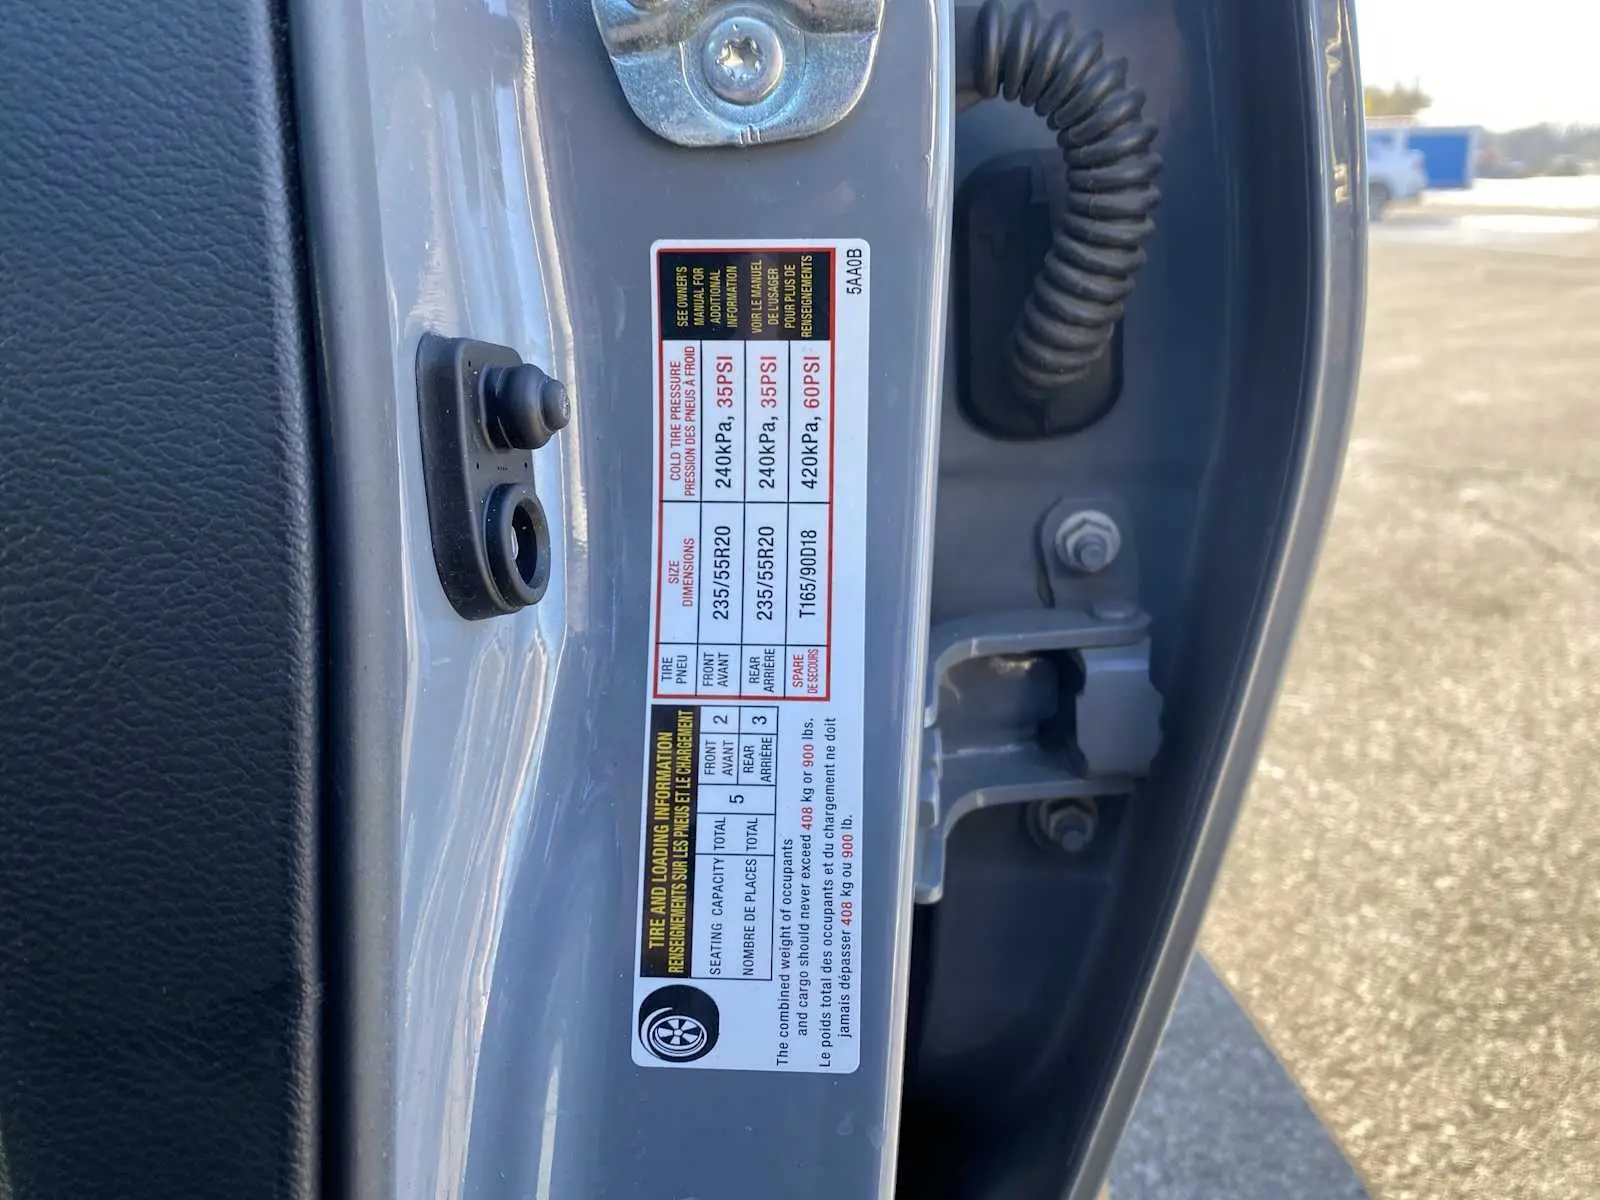 TIRE AND LOADING INFORMATION
RENSEIGNEMENTS SUR LES PNEUS ET LE CHARGEMENT
SEATING CAPACITY TOTAL 5 FRONT AVANT 2
NOMBRE DE PLACES TOTAL REAR ARRIÈRE 3
The combined weight of occupants
and cargo should never exceed 408 kg or 900 lbs.
Le poids total des occupants et du chargement ne doit
jamais dépasser 408 kg ou 900 lb.
TIRE
PNEU
SIZE
DIMENSIONS
COLD TIRE PRESSURE
PRESSION DES PNEUS À FROID
FRONT
AVANT
235/55R20
240kPa, 35PSI
REAR
ARRIÈRE
235/55R20
240kPa, 35PSI
SPARE
DE SECOURS
T165/90D18
420kPa, 60PSI
SEE OWNER'S
MANUAL FOR
ADDITIONAL
INFORMATION
VOIR LE MANUEL
DE L'USAGER
POUR PLUS DE
RENSEIGNEMENTS
5AA0B